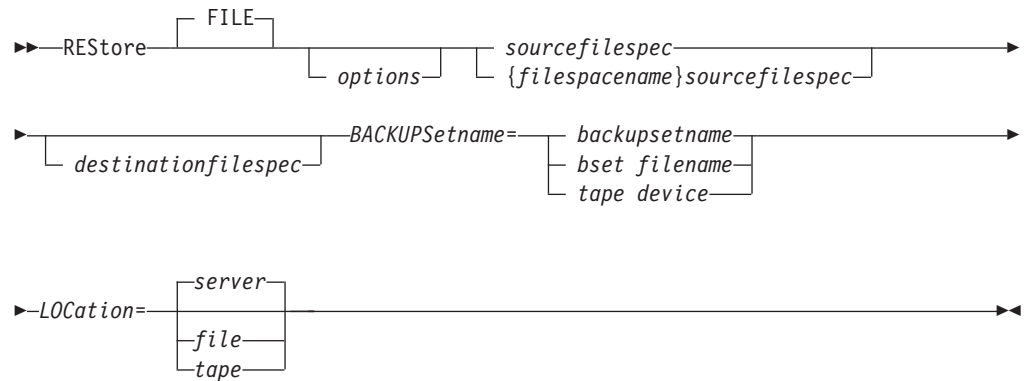 FILE
REStore
options
sourcefilespec
{filespacename}sourcefilespec
destinationfilespec
BACKUPSetname=
backupsetname
bset filename
tape device
LOCation=
server
file
tape